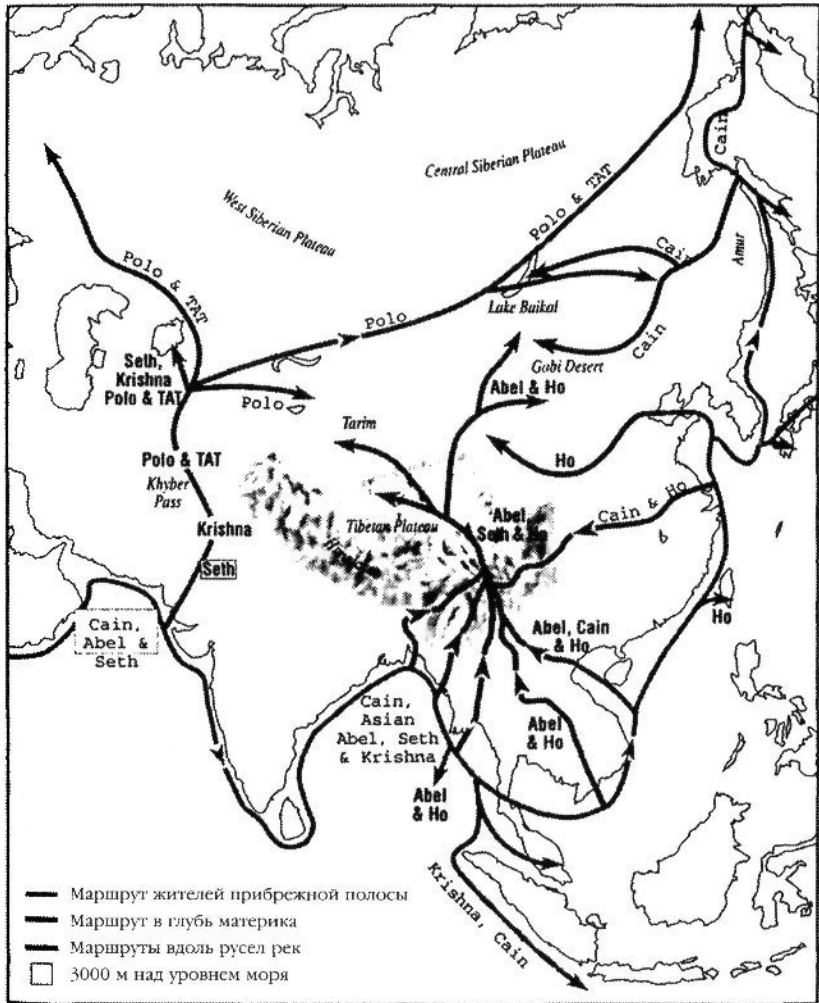 Cain
Central Siberian Plateau
West Siberian Plateau
Polo & TAT
Polo & TAT
Cain
Amur
Lake Baikal
Polo
Cain
Gobi Desert
Seth,
Krishna
Polo & TAT
Polo
Abel & Ho
Tarim
Polo & TAT
Khyber
Pass
Ho
Krishna
Tibetan Plateau
Abel
Seth & Ho
Cain & Ho
Seth
Cain,
Abel &
Seth
Abel, Cain
& Ho
Ho
Cain,
Asian
Abel, Seth
& Krishna
Abel
& Ho
Abel
& Ho
Krishna, Cain
Маршрут жителей прибрежной полосы
Маршрут в глубь материка
Маршруты вдоль русел рек
3000 м над уровнем моря